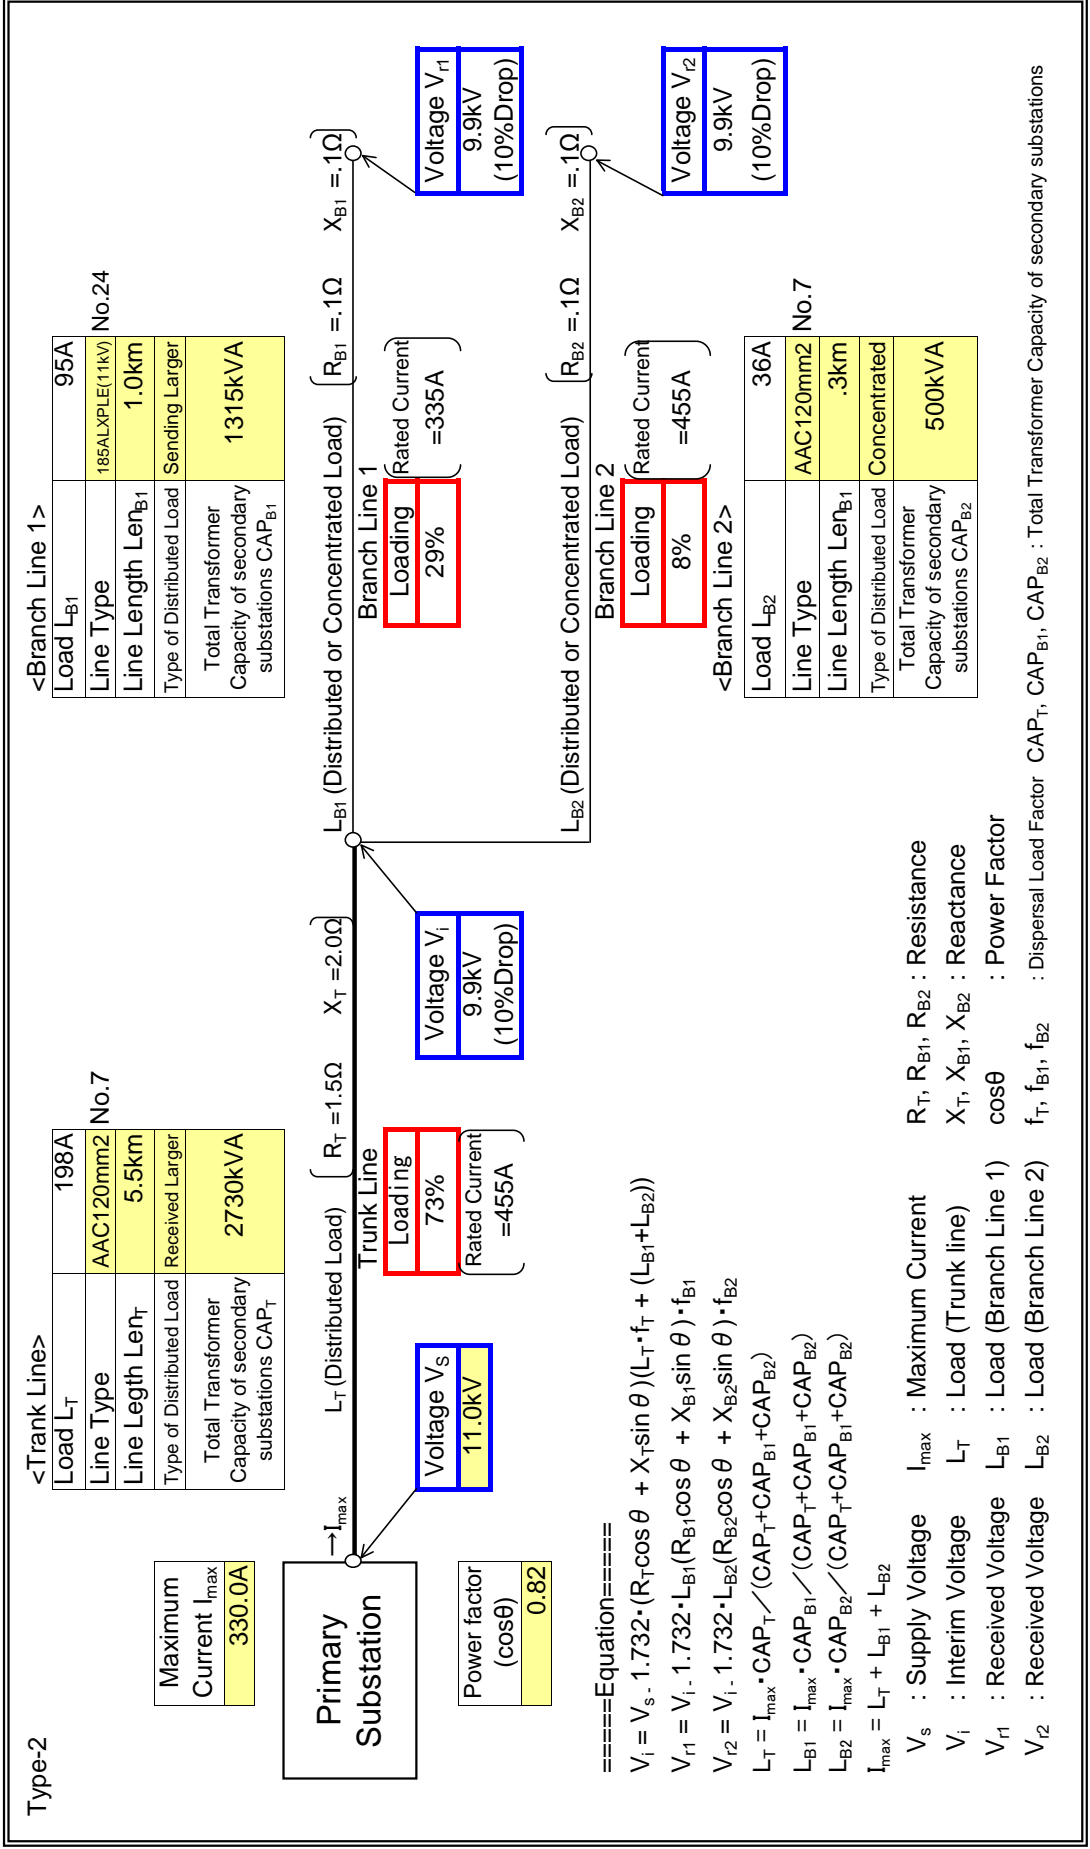 Type-2
Maximum
Current Imax
330.0A
Primary
Substation
Power factor
(cosθ)
0.82
→Imax
Voltage VS
11.0kV
<Trank Line>
Load LT 198A
Line Type AAC120mm2 No.7
Line Legth LenT 5.5km
Type of Distributed Load Received Larger
Total Transformer
Capacity of secondary
substations CAPT
2730kVA
LT (Distributed Load) RT =1.5Ω XT =2.0Ω
Trunk Line
Loading
73%
Rated Current
=455A
Voltage Vi
9.9kV
(10%Drop)
<Branch Line 1>
Load LB1 95A
Line Type 185ALXPLE(11kV) No.24
Line Length LenB1 1.0km
Type of Distributed Load Sending Larger
Total Transformer
Capacity of secondary
substations CAPB1
1315kVA
LB1 (Distributed or Concentrated Load) RB1 =.1Ω XB1 =.1Ω
Branch Line 1
Loading
29%
Rated Current
=335A
Voltage Vr1
9.9kV
(10%Drop)
LB2 (Distributed or Concentrated Load) RB2 =.1Ω XB2 =.1Ω
Branch Line 2
Loading
8%
Rated Current
=455A
Voltage Vr2
9.9kV
(10%Drop)
<Branch Line 2>
Load LB2 36A
Line Type AAC120mm2 No.7
Line Length LenB1 .3km
Type of Distributed Load Concentrated
Total Transformer
Capacity of secondary
substations CAPB2
500kVA
=====Equation=====
Vi = Vs - 1.732・(RTcosθ + XTsinθ)(LT・fT + (LB1+LB2))
Vr1 = Vi - 1.732・LB1(RB1cosθ + XB1sinθ)・fB1
Vr2 = Vi - 1.732・LB2(RB2cosθ + XB2sinθ)・fB2
LT = Imax・CAPT／(CAPT+CAPB1+CAPB2)
LB1 = Imax・CAPB1／(CAPT+CAPB1+CAPB2)
LB2 = Imax・CAPB2／(CAPT+CAPB1+CAPB2)
Imax = LT + LB1 + LB2
Vs : Supply Voltage Imax : Maximum Current RT, RB1, RB2 : Resistance
Vi : Interim Voltage LT : Load (Trunk line) XT, XB1, XB2 : Reactance
Vr1 : Received Voltage LB1 : Load (Branch Line 1) cosθ : Power Factor
Vr2 : Received Voltage LB2 : Load (Branch Line 2) fT, fB1, fB2 : Dispersal Load Factor CAPT, CAPB1, CAPB2 : Total Transformer Capacity of secondary substations